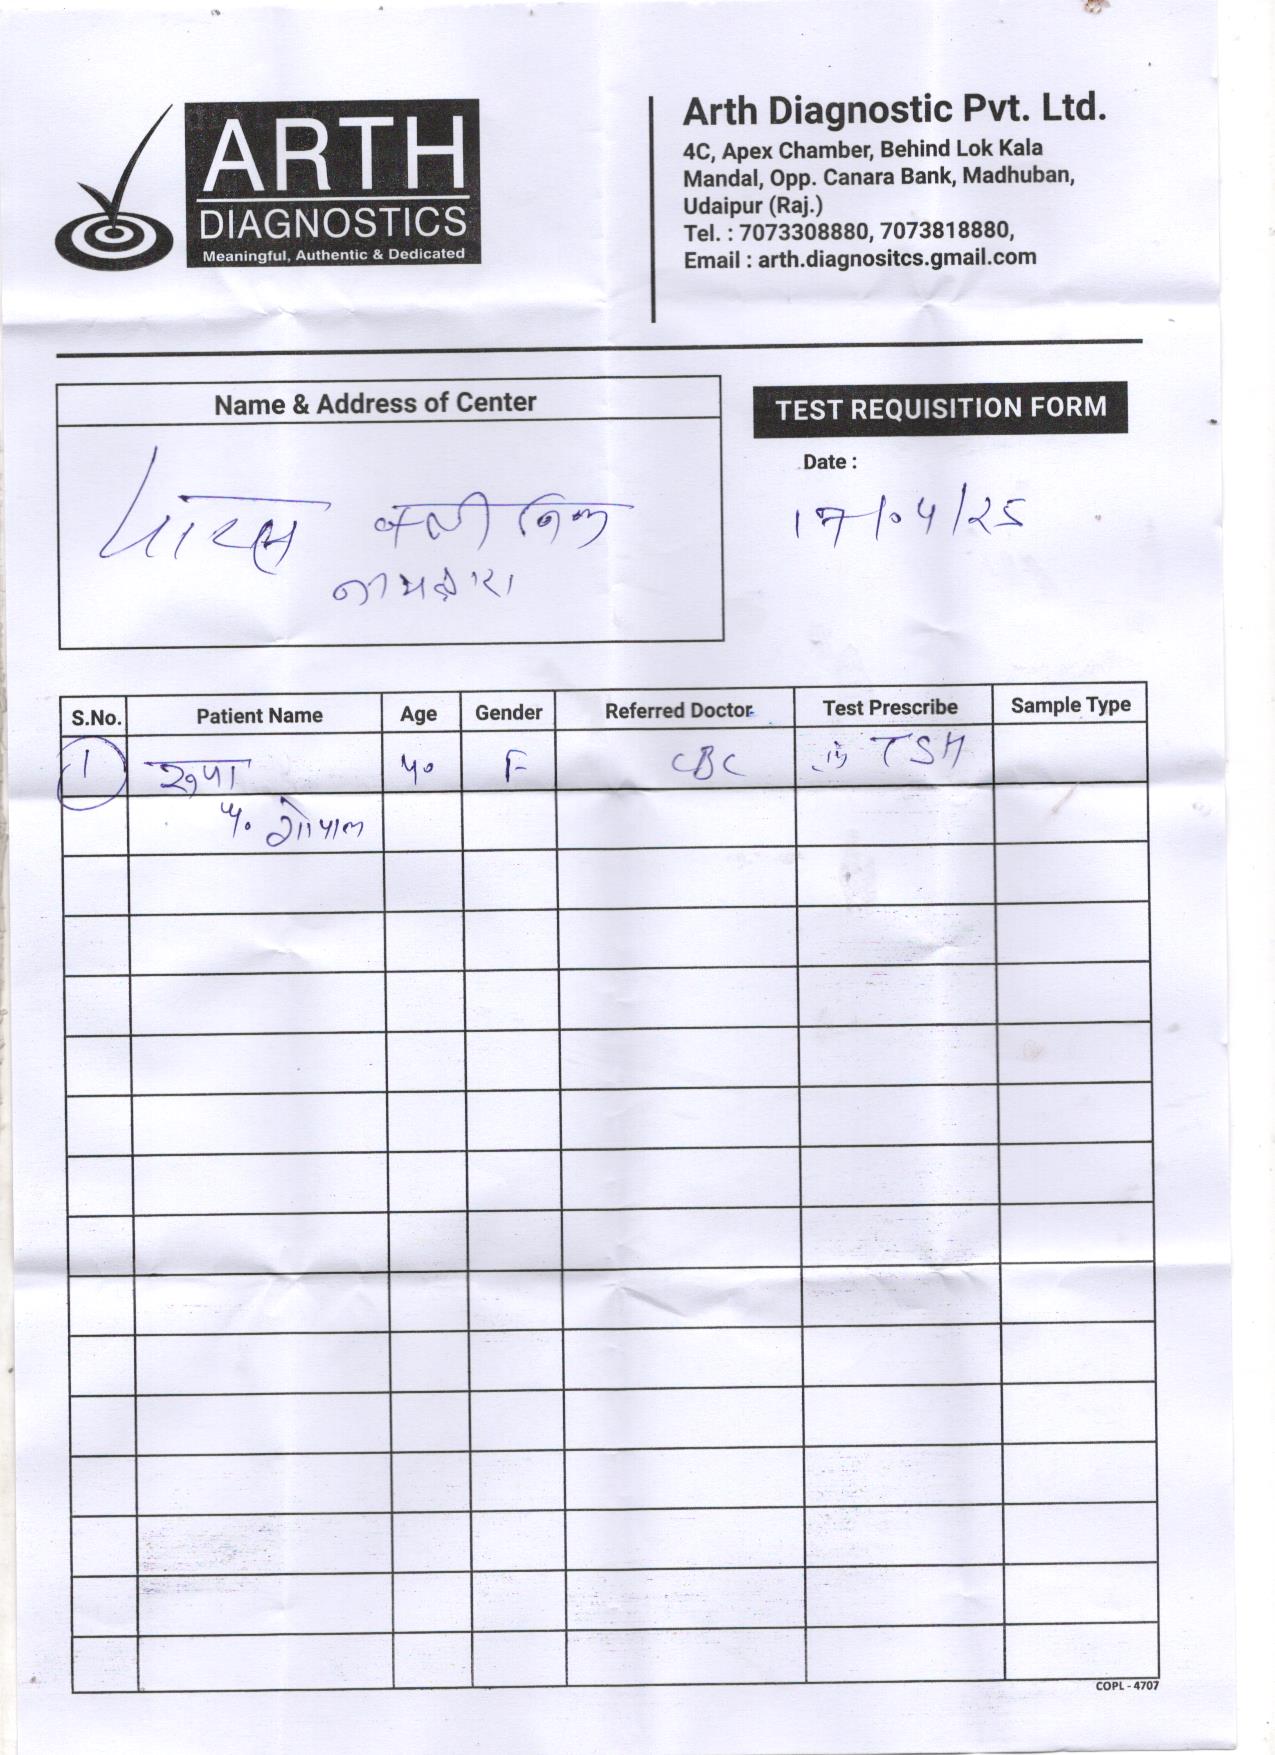 ARTH
DIAGNOSTICS
Meaningful, Authentic & Dedicated
Arth Diagnostic Pvt. Ltd.
4C, Apex Chamber, Behind Lok Kala
Mandal, Opp. Canara Bank, Madhuban,
Udaipur (Raj.)
Tel. : 7073308880, 7073818880,
Email : arth.diagnositcs.gmail.com
Name & Address of Center
पारस क्लीनिक
TEST REQUISITION FORM
Date :
17/04/25
S.No. Patient Name Age Gender Referred Doctor Test Prescribe Sample Type
1 रूपा 40 F CBC TSH
गोपाल
COPL - 4707